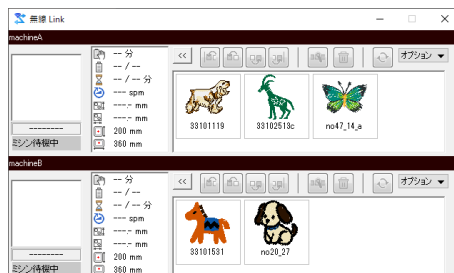 無線 Link
machineA
-- 分
-- / --
-- / -- 分
--- spm
---.- mm
---.- mm
200 mm
360 mm
--------
ミシン待機中
<<
オプション
33101119
33102513c
no47_14_a
machineB
-- 分
-- / --
-- / -- 分
--- spm
---.- mm
---.- mm
200 mm
360 mm
--------
ミシン待機中
<<
オプション
33101531
no20_27